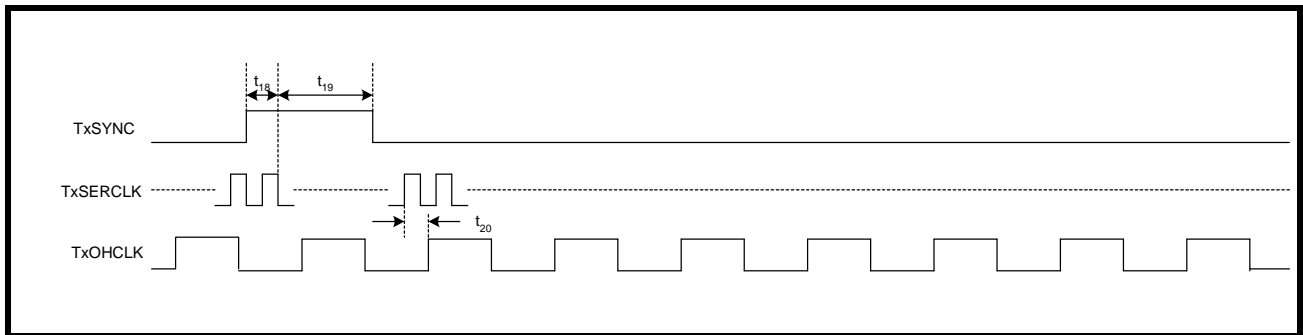 t18 t19
TxSYNC
TxSERCLK
t20
TxOHCLK